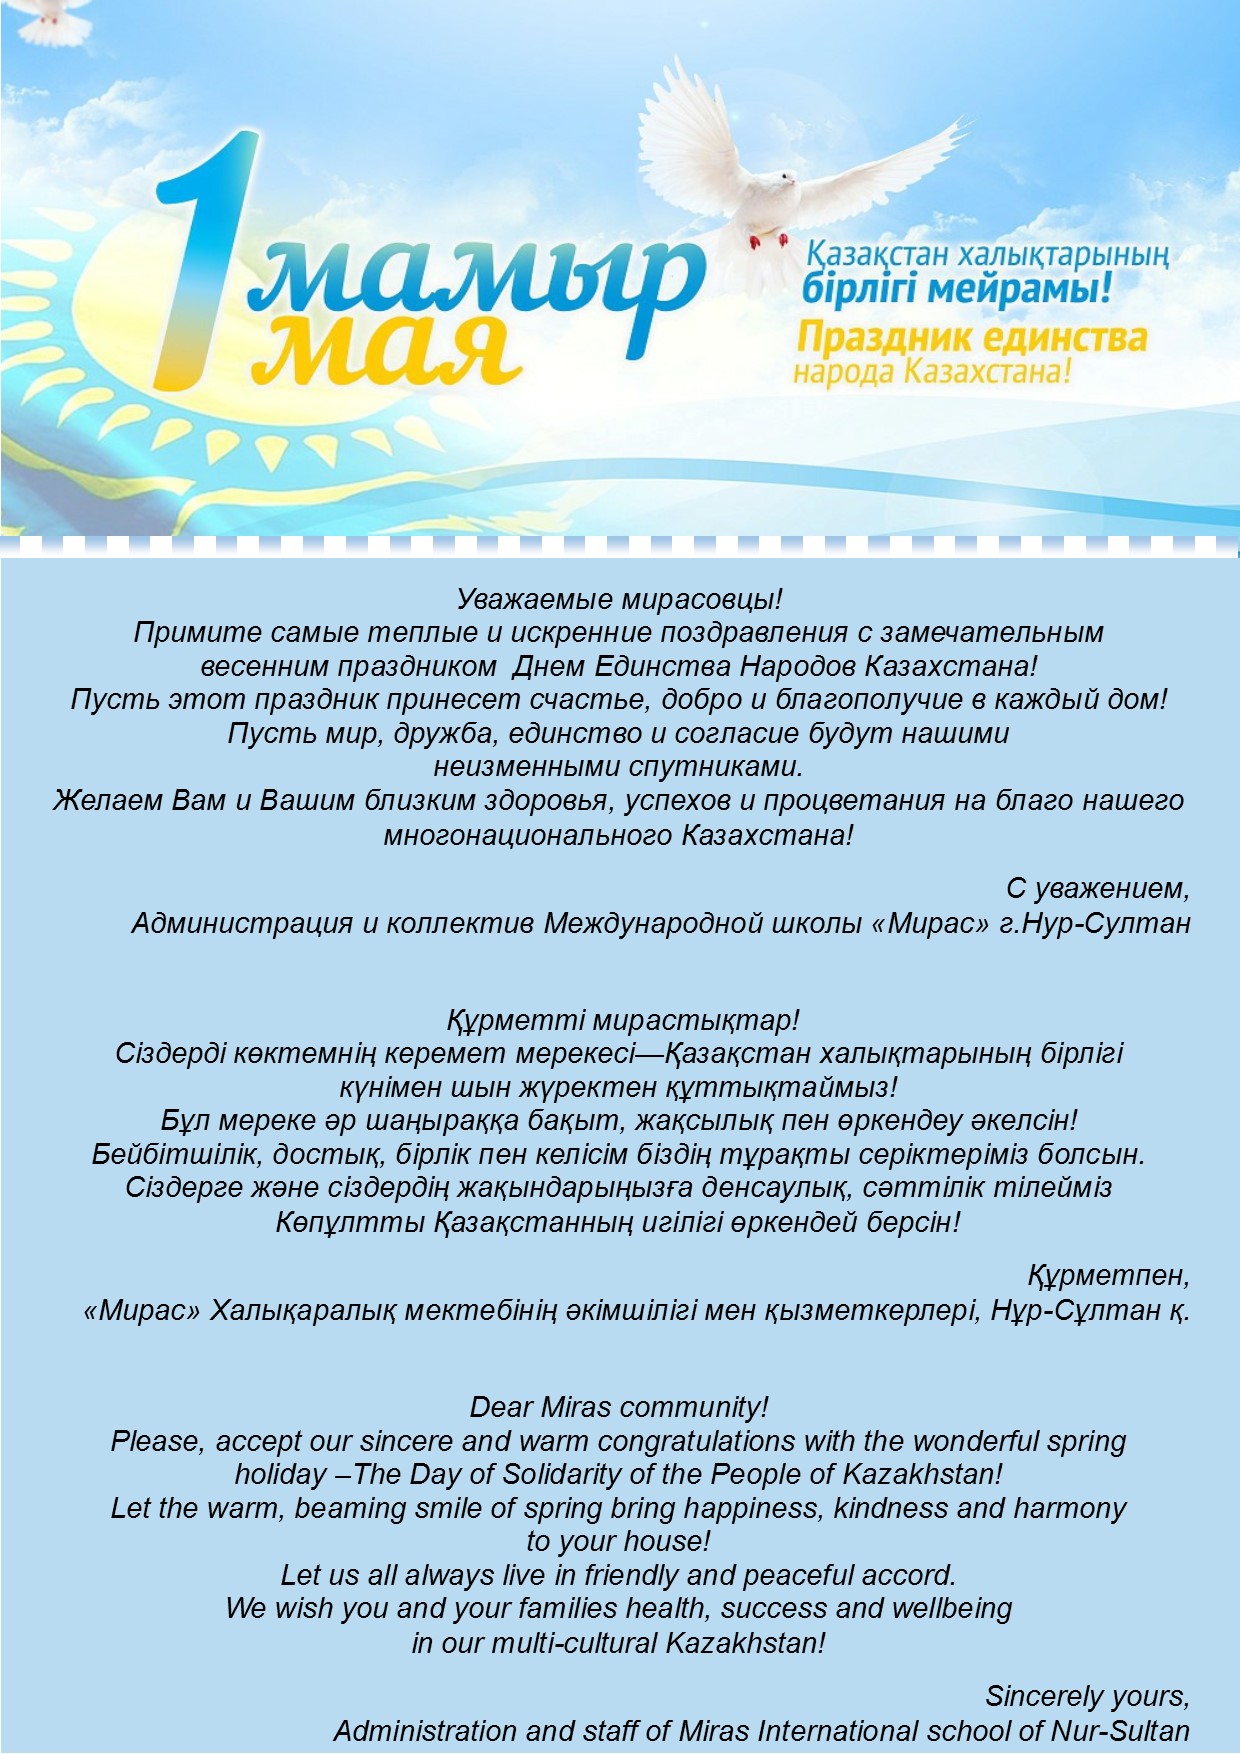 1 мамыр
мая
Қазақстан халықтарының
бірлігі мейрамы!
Праздник единства
народа Казахстана!
Уважаемые мирасовцы!
Примите самые теплые и искренние поздравления с замечательным
весенним праздником  Днем Единства Народов Казахстана!
Пусть этот праздник принесет счастье, добро и благополучие в каждый дом!
Пусть мир, дружба, единство и согласие будут нашими
неизменными спутниками.
Желаем Вам и Вашим близким здоровья, успехов и процветания на благо нашего
многонационального Казахстана!
С уважением,
Администрация и коллектив Международной школы «Мирас» г.Нур-Султан
Құрметті мирастықтар!
Сіздерді көктемнің керемет мерекесі—Қазақстан халықтарының бірлігі
күнімен шын жүректен құттықтаймыз!
Бұл мереке әр шаңыраққа бақыт, жақсылық пен өркендеу әкелсін!
Бейбітшілік, достық, бірлік пен келісім біздің тұрақты серіктеріміз болсын.
Сіздерге және сіздердің жақындарыңызға денсаулық, сәттілік тілейміз
Көпұлтты Қазақстанның игілігі өркендей берсін!
Құрметпен,
«Мирас» Халықаралық мектебінің әкімшілігі мен қызметкерлері, Нұр-Сұлтан қ.
Dear Miras community!
Please, accept our sincere and warm congratulations with the wonderful spring
holiday –The Day of Solidarity of the People of Kazakhstan!
Let the warm, beaming smile of spring bring happiness, kindness and harmony
to your house!
Let us all always live in friendly and peaceful accord.
We wish you and your families health, success and wellbeing
in our multi-cultural Kazakhstan!
Sincerely yours,
Administration and staff of Miras International school of Nur-Sultan